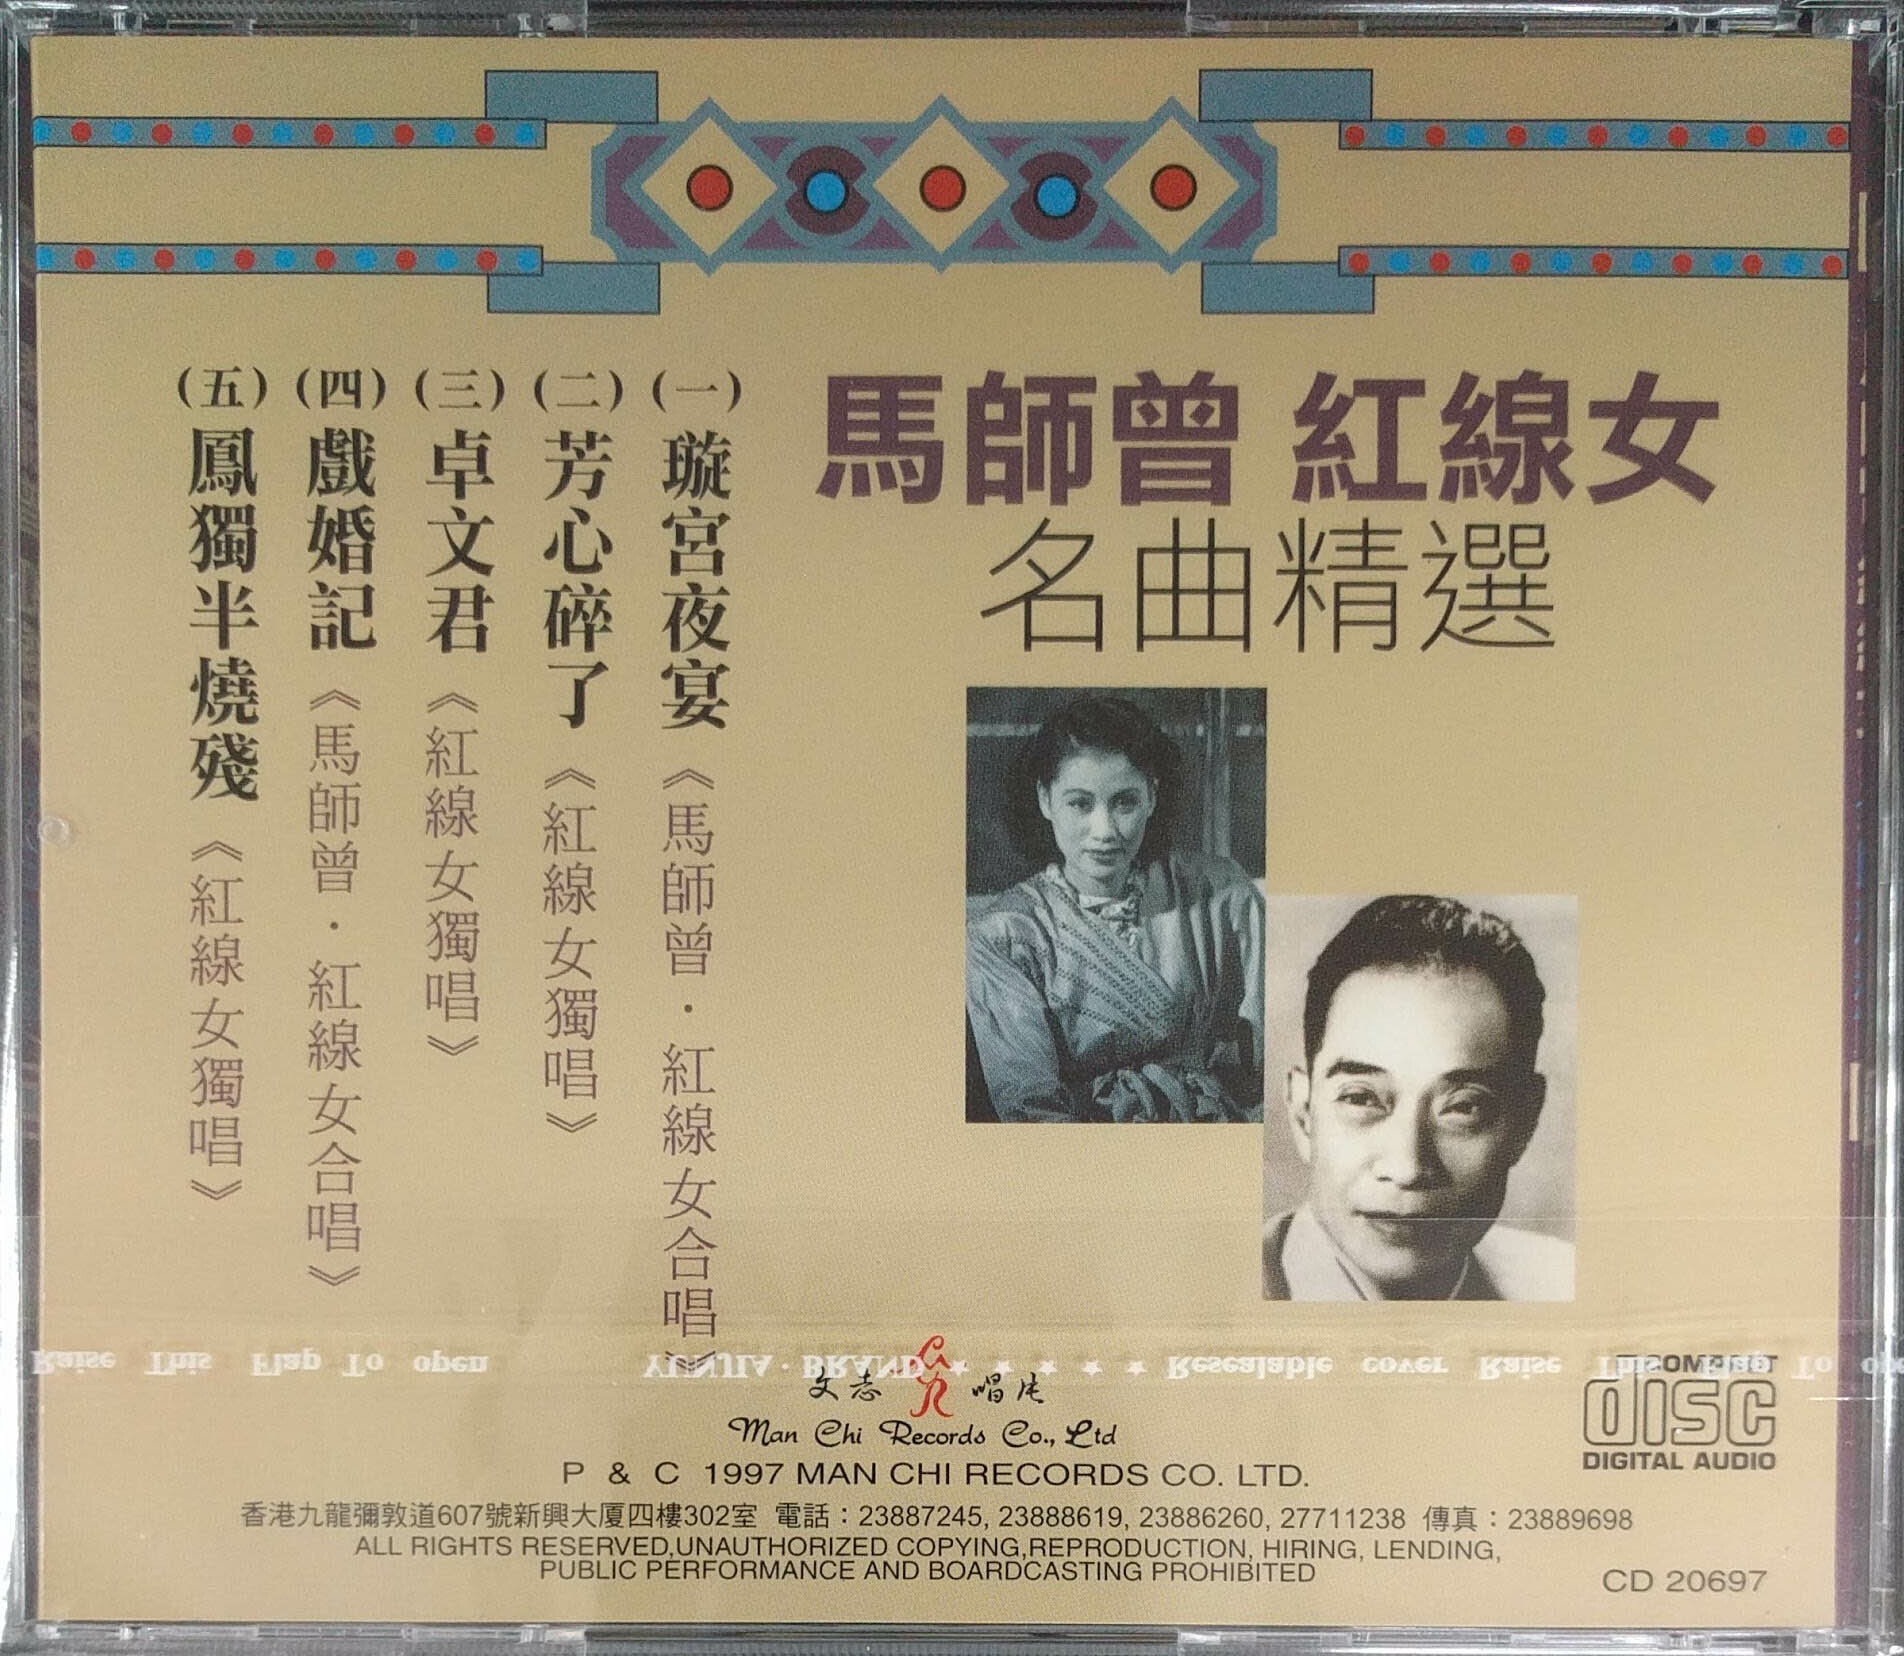 馬師曾 紅線女
名曲精選
(一)璇宮夜宴《馬師曾·紅線女合唱》
(二)芳心碎了《紅線女獨唱》
(三)卓文君《紅線女獨唱》
(四)戲婚記《馬師曾·紅線女合唱》
(五)鳳獨半燒殘《紅線女獨唱》
Raise This Flap To open YUNJIA·BRAND ★ ★ ★ ★ ★ Resealable cover Raise This Flap To op
文志 唱片
Man Chi Records Co., Ltd
P & C 1997 MAN CHI RECORDS CO. LTD.
香港九龍彌敦道607號新興大厦四樓302室 電話：23887245, 23888619, 23886260, 27711238 傳真：23889698
ALL RIGHTS RESERVED,UNAUTHORIZED COPYING,REPRODUCTION, HIRING, LENDING,
PUBLIC PERFORMANCE AND BOARDCASTING PROHIBITED
COMPACT
disc
DIGITAL AUDIO
CD 20697